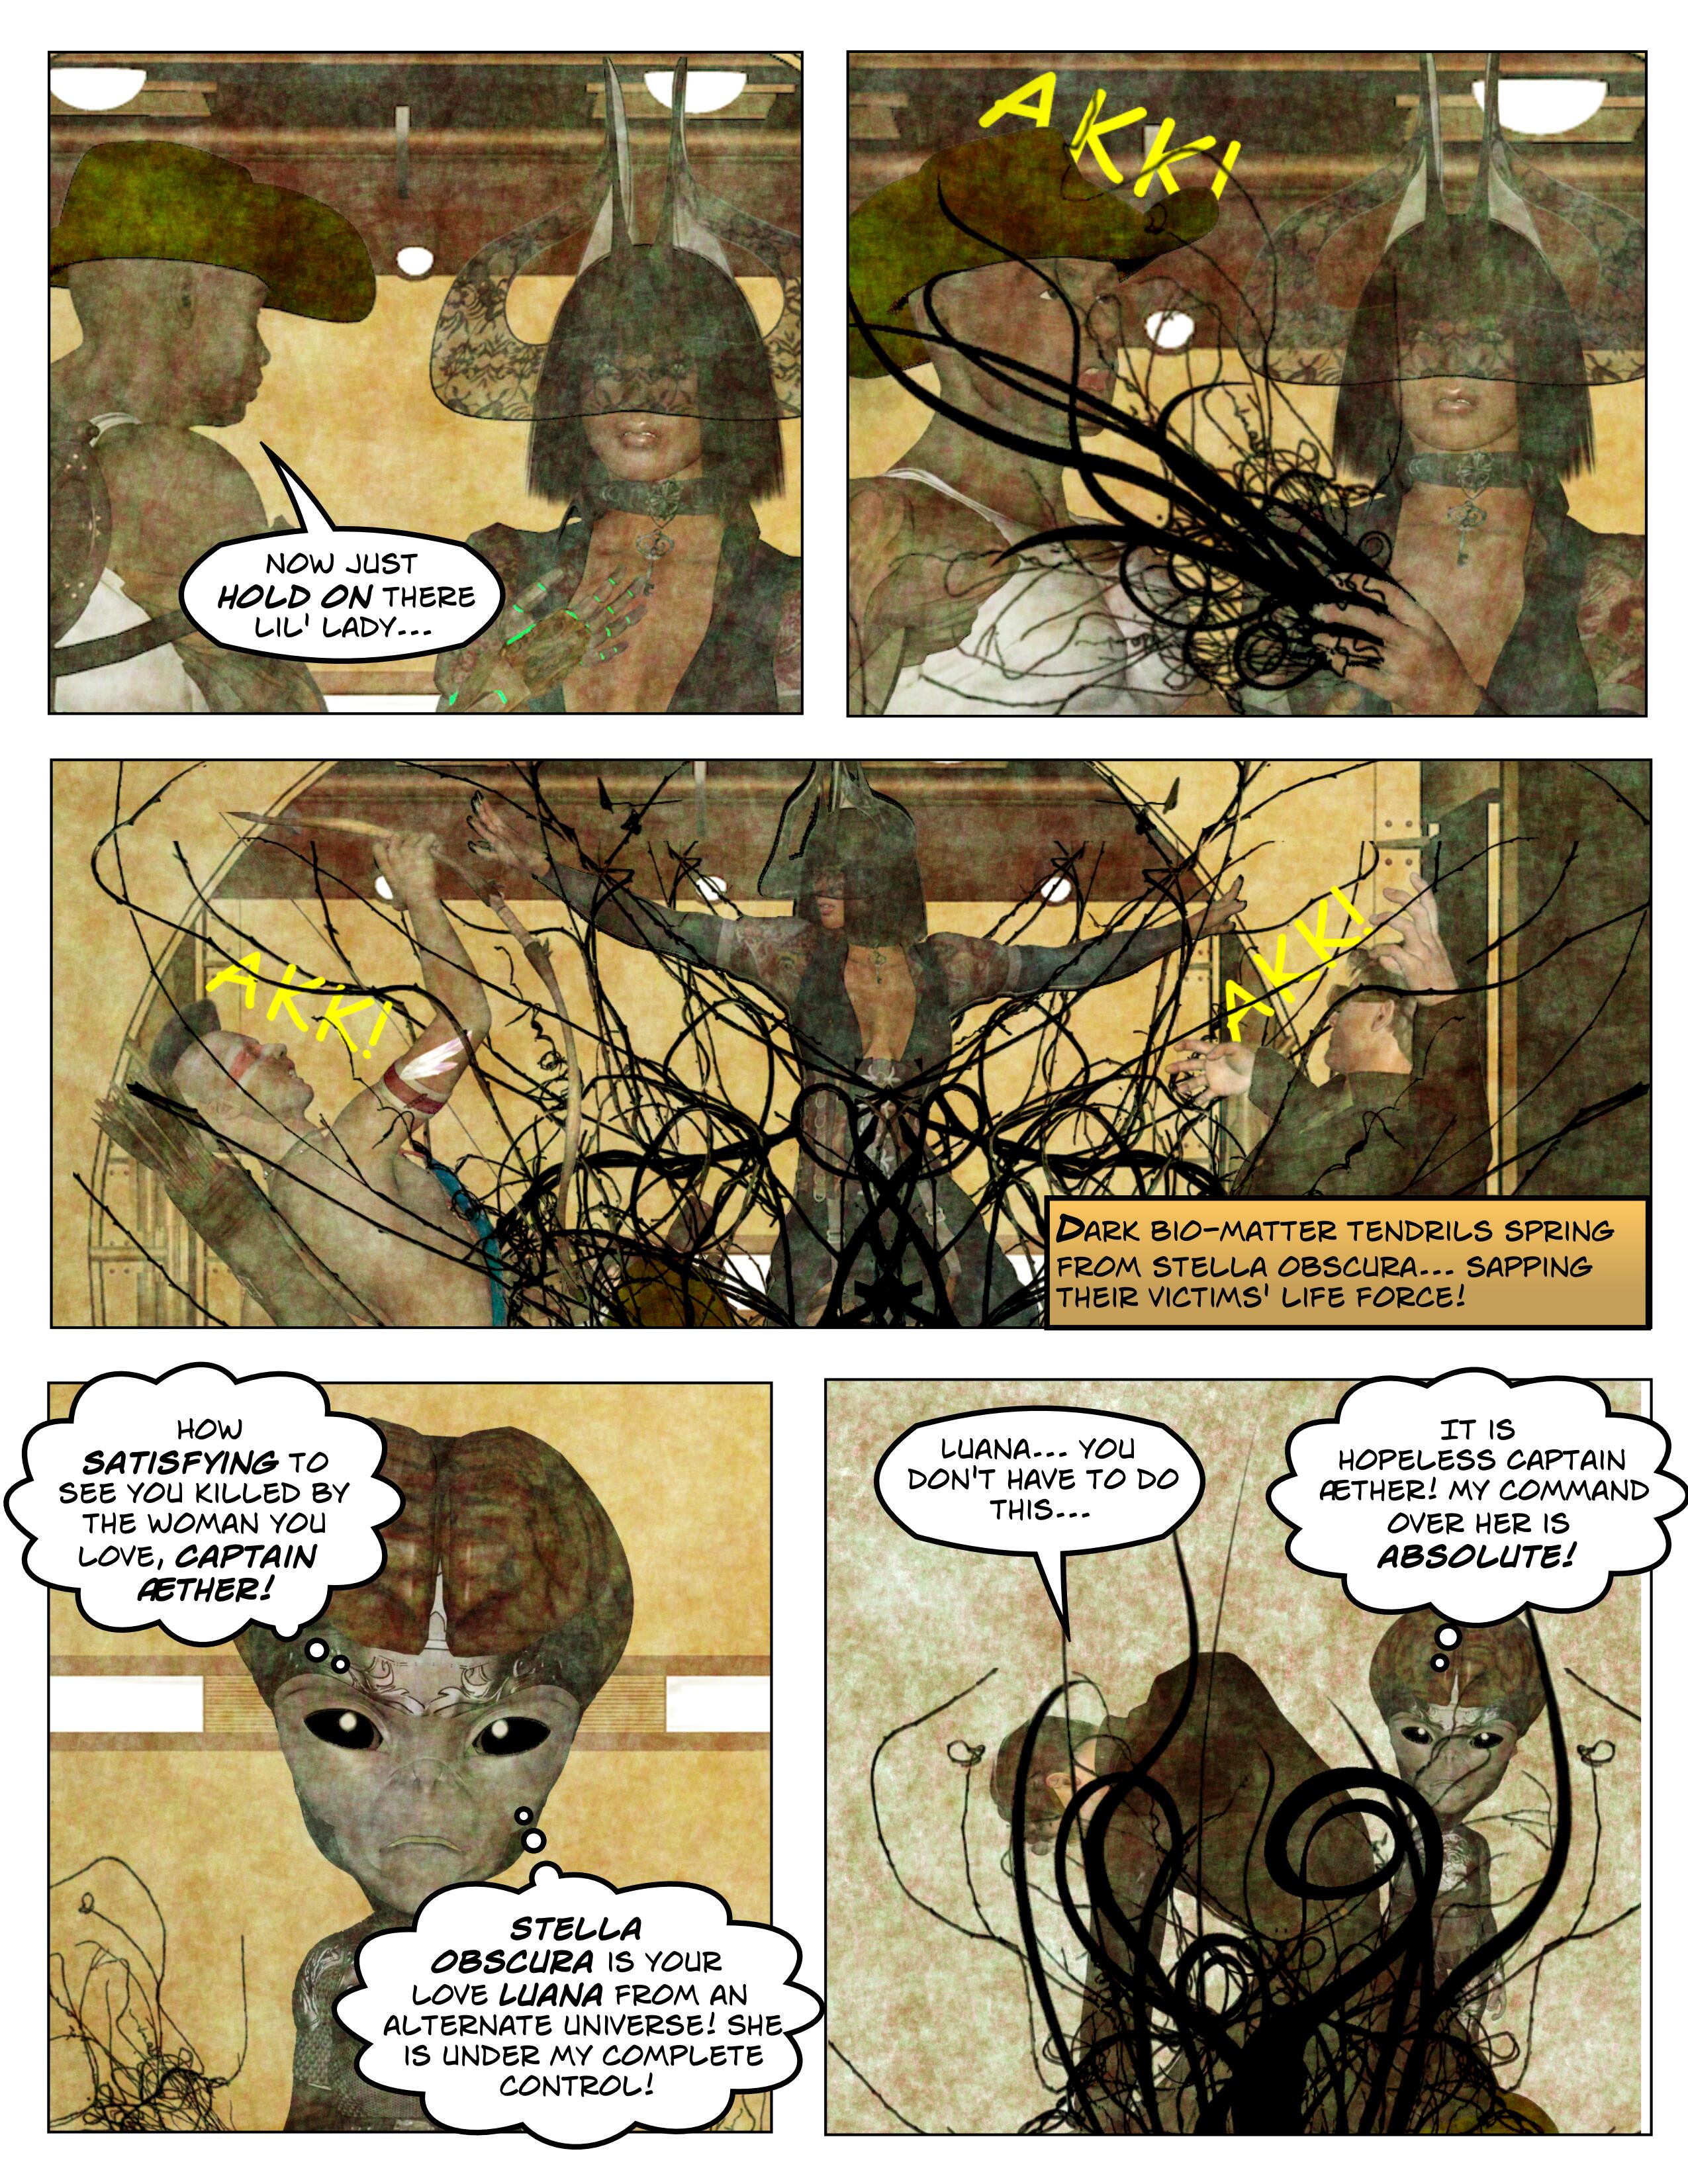 NOW JUST
HOLD ON THERE
LIL' LADY...
AKK!
AKK!
AKK!
DARK BIO-MATTER TENDRILS SPRING
FROM STELLA OBSCURA... SAPPING
THEIR VICTIMS' LIFE FORCE!
HOW
SATISFYING TO
SEE YOU KILLED BY
THE WOMAN YOU
LOVE, CAPTAIN
ÆTHER!
STELLA
OBSCURA IS YOUR
LOVE LUANA FROM AN
ALTERNATE UNIVERSE! SHE
IS UNDER MY COMPLETE
CONTROL!
LUANA... YOU
DON'T HAVE TO DO
THIS...
IT IS
HOPELESS CAPTAIN
ÆTHER! MY COMMAND
OVER HER IS
ABSOLUTE!